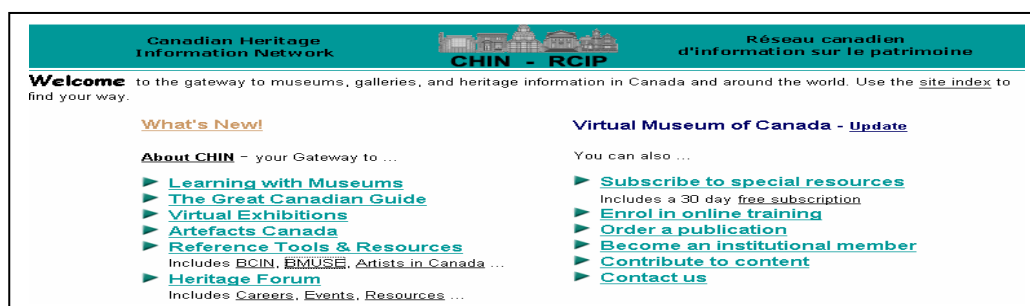 Canadian Heritage
Information Network
CHIN - RCIP
Réseau canadien
d'information sur le patrimoine
Welcome to the gateway to museums, galleries, and heritage information in Canada and around the world. Use the site index to
find your way.
What's New!
About CHIN - your Gateway to ...
Learning with Museums
The Great Canadian Guide
Virtual Exhibitions
Artefacts Canada
Reference Tools & Resources
Includes BCIN, BMUSE, Artists in Canada ...
Heritage Forum
Includes Careers, Events, Resources ...
Virtual Museum of Canada - Update
You can also ...
Subscribe to special resources
Includes a 30 day free subscription
Enrol in online training
Order a publication
Become an institutional member
Contribute to content
Contact us